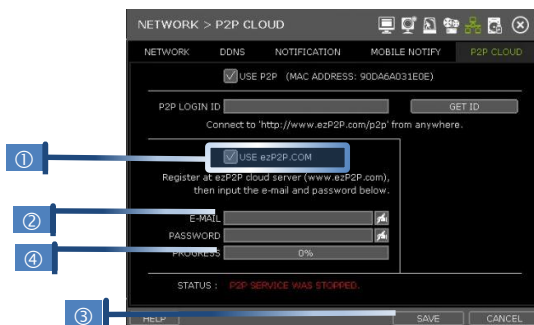 NETWORK > P2P CLOUD
NETWORK DDNS NOTIFICATION MOBILE NOTIFY P2P CLOUD
USE P2P (MAC ADDRESS: 90DA6A031E0E)
P2P LOGIN ID GET ID
Connect to 'http://www.ezP2P.com/p2p' from anywhere.
① USE ezP2P.COM
Register at ezP2P cloud server (www.ezP2P.com),
then input the e-mail and password below.
② E-MAIL
PASSWORD
④ PROGRESS 0%
STATUS : P2P SERVICE WAS STOPPED.
③ HELP SAVE CANCEL